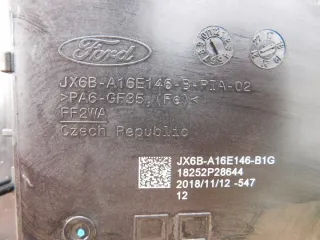 Ford
JX6B-A16E146-B-PIA-02
>PA6-GF35,(Fe)<
FF2WA
Czech Republic
JX6B-A16E146-B1G
18252P28644
2018/11/12 -547
12